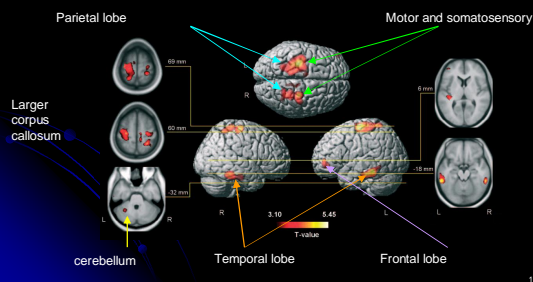 Parietal lobe
Motor and somatosensory
69 mm
L
R
6 mm
Larger
corpus
callosum
60 mm
-18 mm
-32 mm
L
R
R
L
L
R
3.10
5.45
T-value
cerebellum
Temporal lobe
Frontal lobe
1